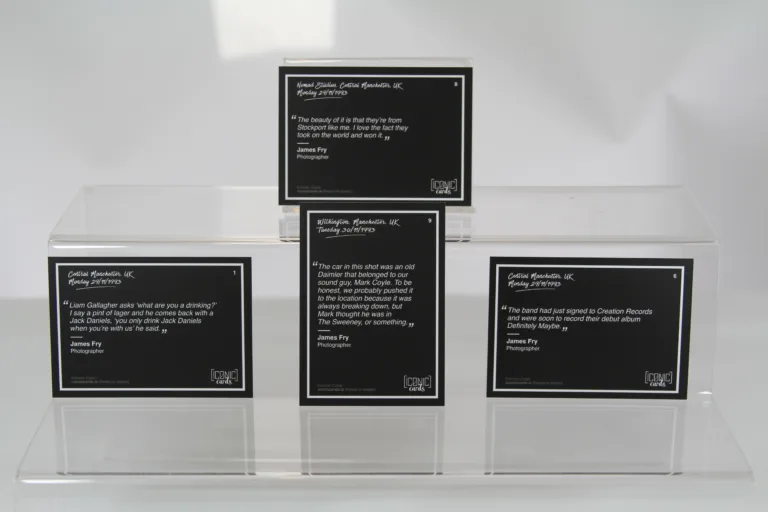 Nomad Studios, Central Manchester, UK
Monday 29/11/1993
8
“The beauty of it is that they're from
Stockport like me. I love the fact they
took on the world and won it.”
James Fry
Photographer
[ICONIC]
cards
Withington, Manchester, UK
Tuesday 30/11/1993
9
“The car in this shot was an old
Daimler that belonged to our
sound guy, Mark Coyle. To be
honest, we probably pushed it
to the location because it was
always breaking down, but
Mark thought he was in
The Sweeney, or something.”
James Fry
Photographer
[ICONIC]
cards
Central Manchester, UK
Monday 29/11/1993
1
“Liam Gallagher asks ‘what are you a drinking?’
I say a pint of lager and he comes back with a
Jack Daniels, ‘you only drink Jack Daniels
when you're with us’ he said.”
James Fry
Photographer
[ICONIC]
cards
Central Manchester, UK
Monday 29/11/1993
6
“The band had just signed to Creation Records
and were soon to record their debut album
Definitely Maybe.”
James Fry
Photographer
[ICONIC]
cards